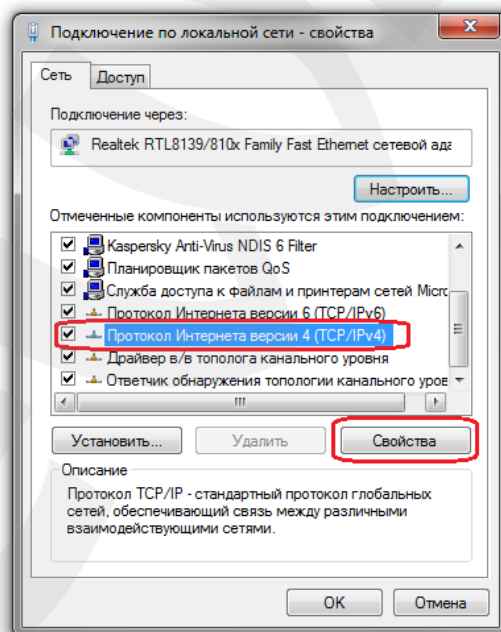 Подключение по локальной сети - свойства
Сеть
Доступ
Подключение через:
Realtek RTL8139/810x Family Fast Ethernet сетевой ада
Настроить...
Отмеченные компоненты используются этим подключением:
Kaspersky Anti-Virus NDIS 6 Filter
Планировщик пакетов QoS
Служба доступа к файлам и принтерам сетей Micro
Протокол Интернета версии 6 (TCP/IPv6)
Протокол Интернета версии 4 (TCP/IPv4)
Драйвер в/в тополога канального уровня
Ответчик обнаружения топологии канального уров
Установить...
Удалить
Свойства
Описание
Протокол TCP/IP - стандартный протокол глобальных
сетей, обеспечивающий связь между различными
взаимодействующими сетями.
OK
Отмена